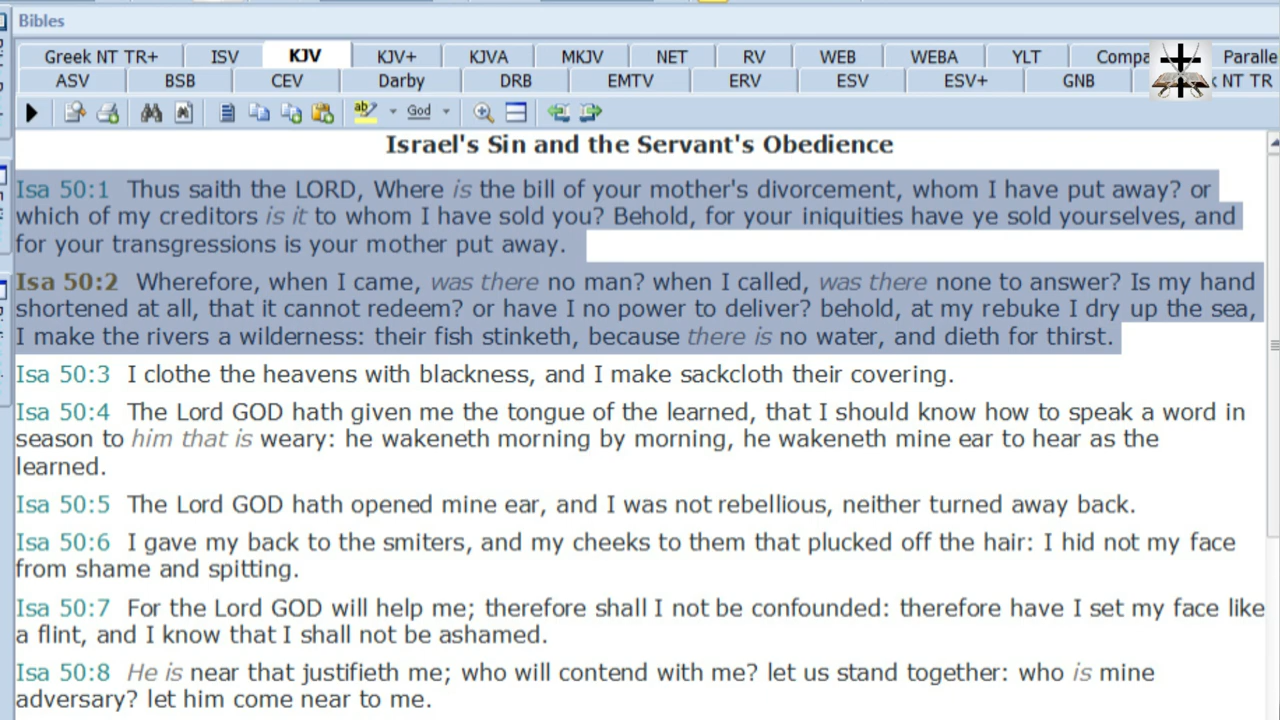 Bibles
Greek NT TR+ ISV KJV KJV+ KJVA MKJV NET RV WEB WEBA YLT
ASV BSB CEV Darby DRB EMTV ERV ESV ESV+ GNB NT TR
God
Israel's Sin and the Servant's Obedience
Isa 50:1 Thus saith the LORD, Where is the bill of your mother's divorcement, whom I have put away? or
which of my creditors is it to whom I have sold you? Behold, for your iniquities have ye sold yourselves, and
for your transgressions is your mother put away.
Isa 50:2 Wherefore, when I came, was there no man? when I called, was there none to answer? Is my hand
shortened at all, that it cannot redeem? or have I no power to deliver? behold, at my rebuke I dry up the sea,
I make the rivers a wilderness: their fish stinketh, because there is no water, and dieth for thirst.
Isa 50:3 I clothe the heavens with blackness, and I make sackcloth their covering.
Isa 50:4 The Lord GOD hath given me the tongue of the learned, that I should know how to speak a word in
season to him that is weary: he wakeneth morning by morning, he wakeneth mine ear to hear as the
learned.
Isa 50:5 The Lord GOD hath opened mine ear, and I was not rebellious, neither turned away back.
Isa 50:6 I gave my back to the smiters, and my cheeks to them that plucked off the hair: I hid not my face
from shame and spitting.
Isa 50:7 For the Lord GOD will help me; therefore shall I not be confounded: therefore have I set my face like
a flint, and I know that I shall not be ashamed.
Isa 50:8 He is near that justifieth me; who will contend with me? let us stand together: who is mine
adversary? let him come near to me.